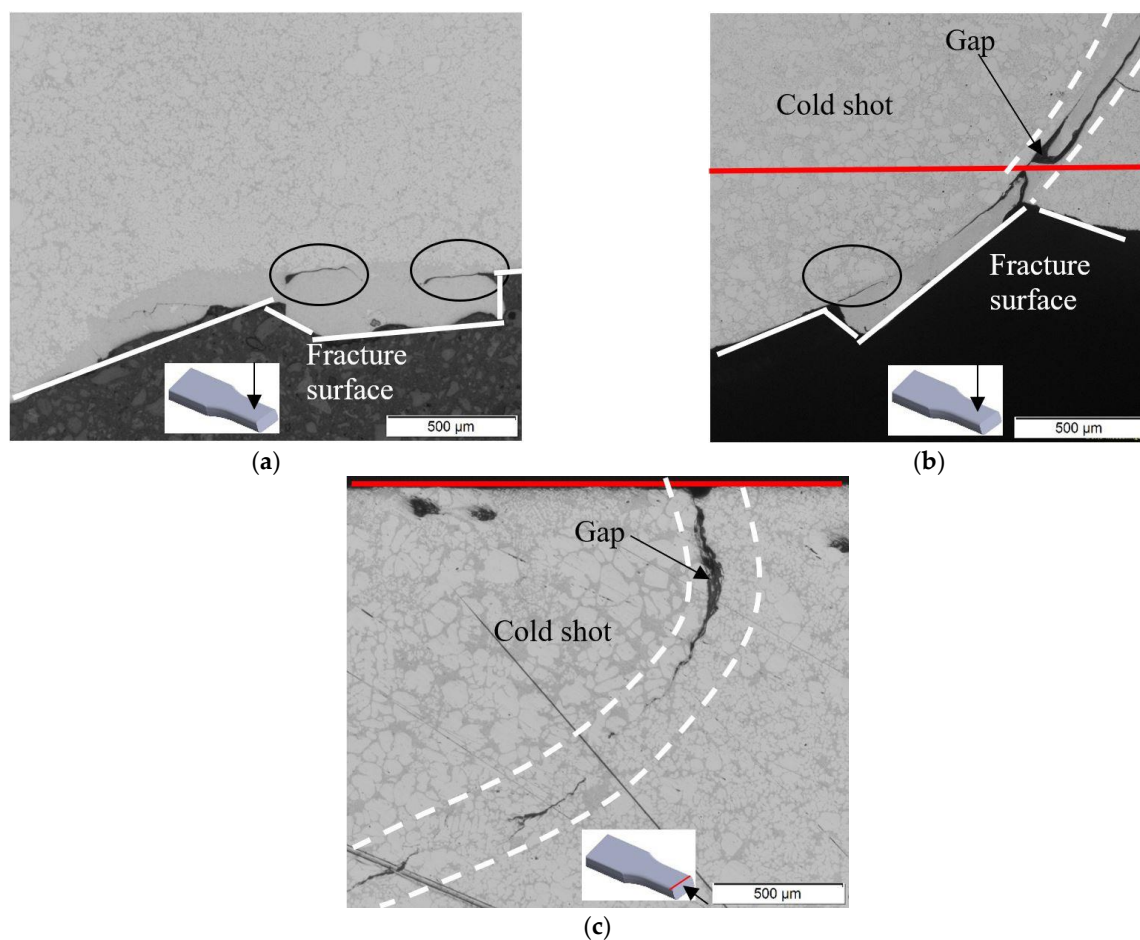 Fracture
surface
500 µm
(a)
Gap
Cold shot
Fracture
surface
500 µm
(b)
Gap
Cold shot
500 µm
(c)